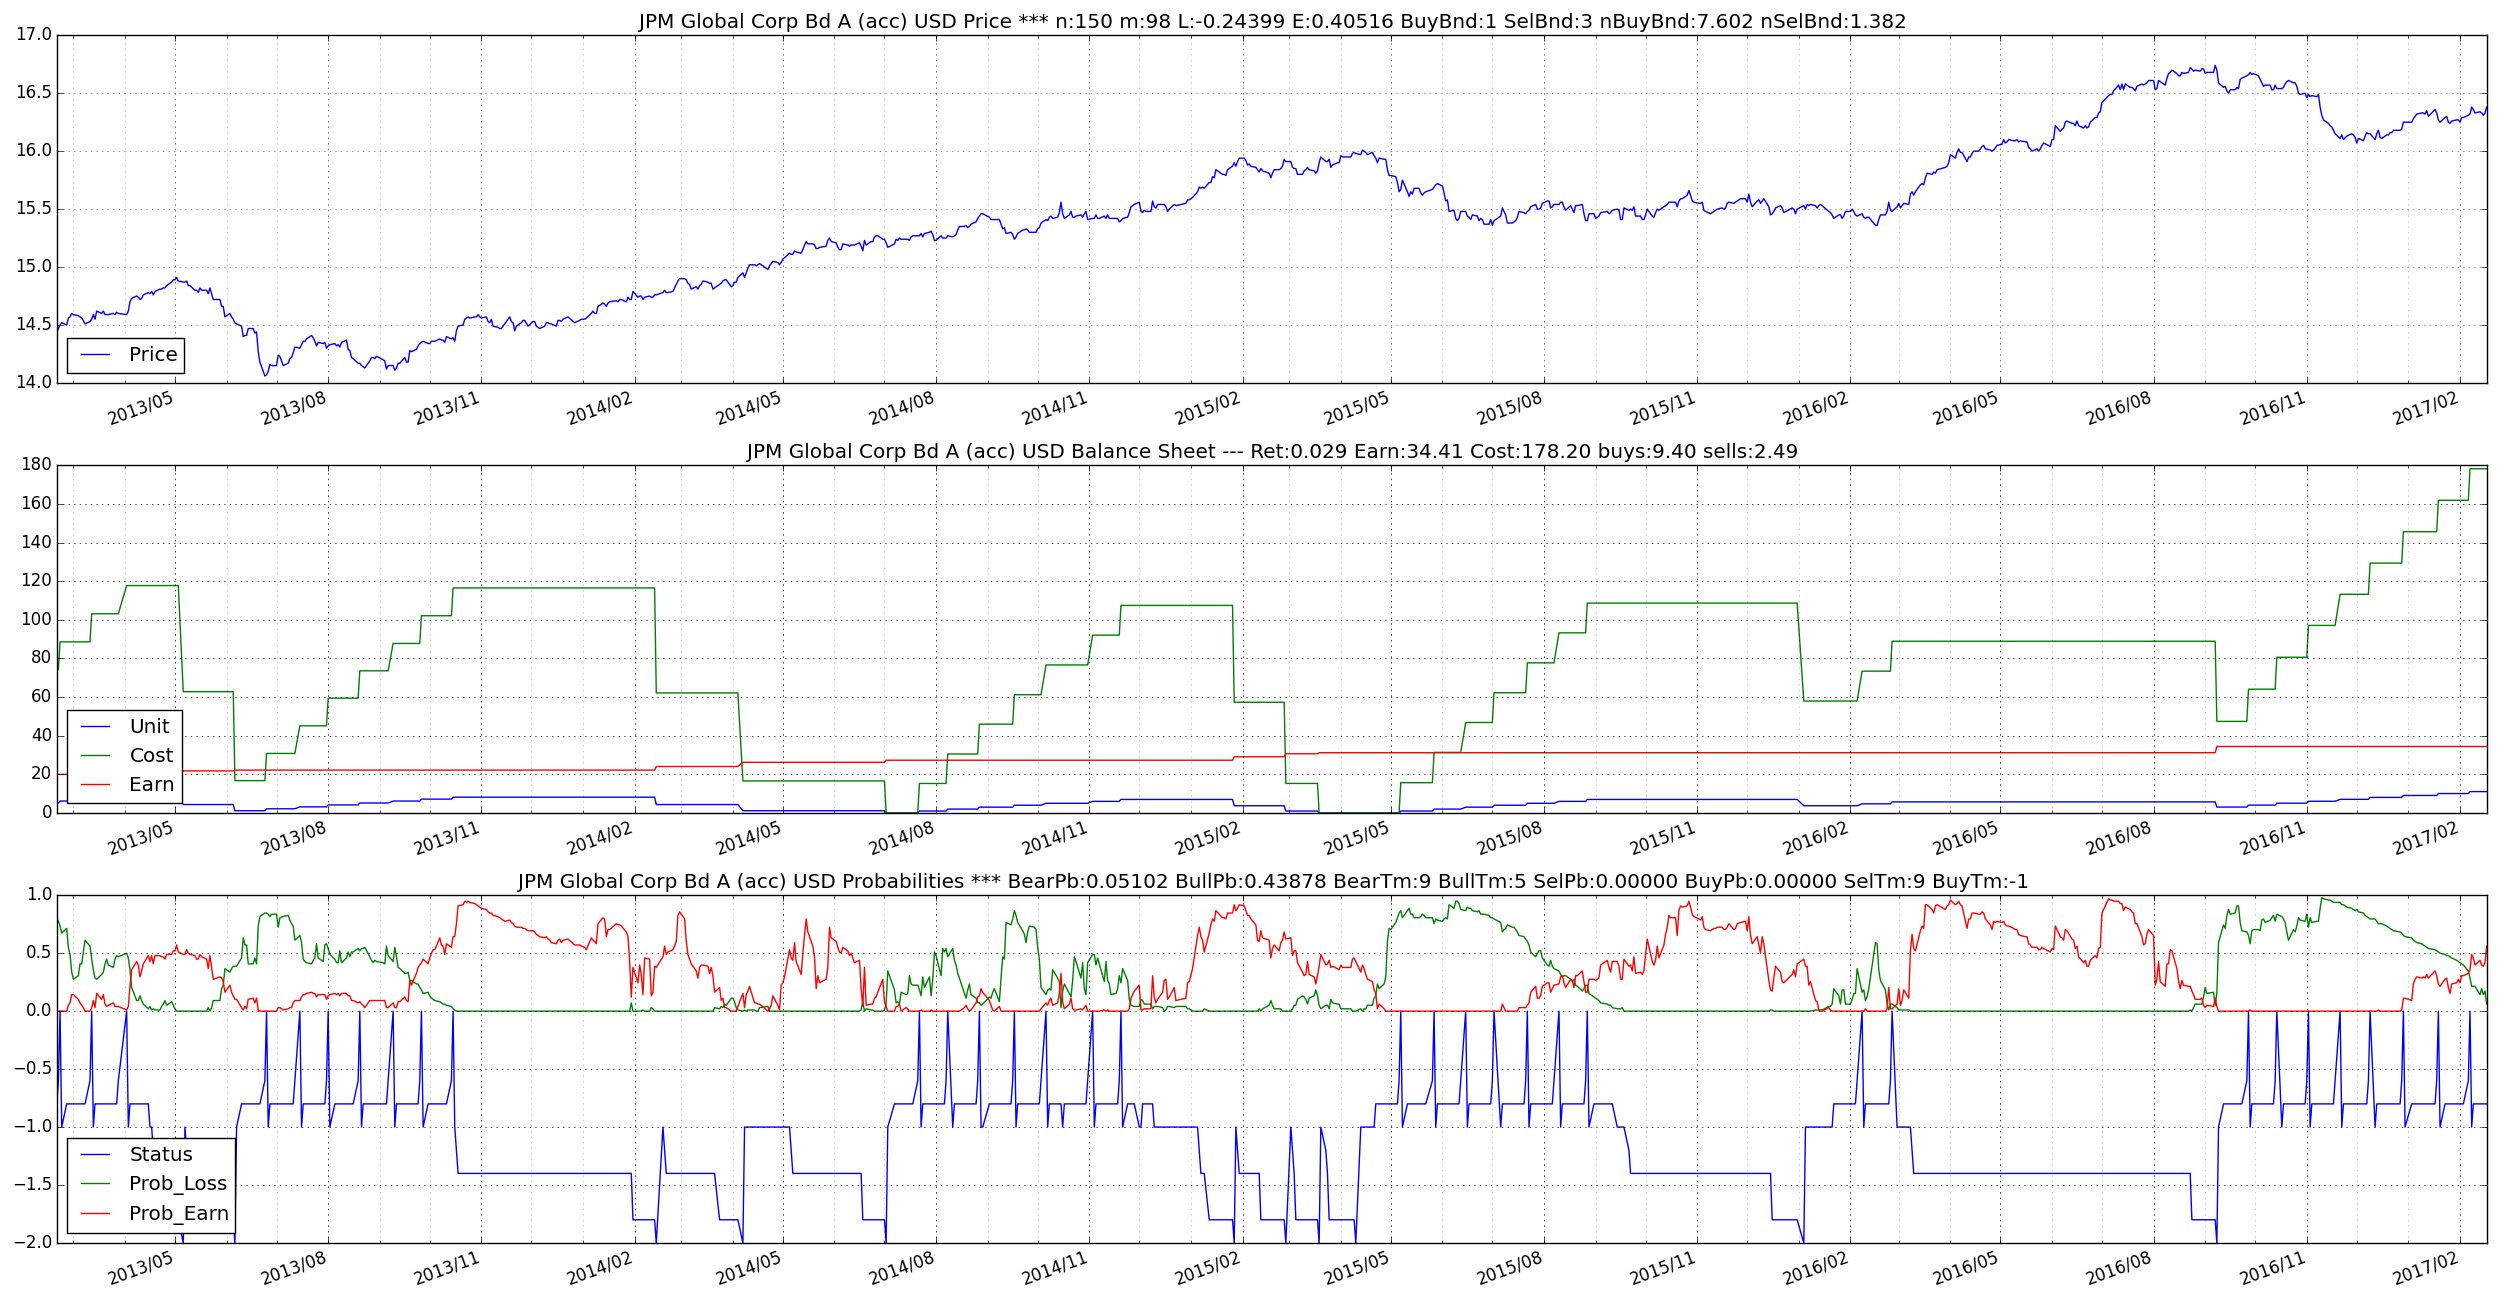 JPM Global Corp Bd A (acc) USD Price *** n:150 m:98 L:-0.24399 E:0.40516 BuyBnd:1 SelBnd:3 nBuyBnd:7.602 nSelBnd:1.382
17.0
16.5
16.0
15.5
15.0
14.5
14.0
Price
2013/05 2013/08 2013/11 2014/02 2014/05 2014/08 2014/11 2015/02 2015/05 2015/08 2015/11 2016/02 2016/05 2016/08 2016/11 2017/02
JPM Global Corp Bd A (acc) USD Balance Sheet --- Ret:0.029 Earn:34.41 Cost:178.20 buys:9.40 sells:2.49
180
160
140
120
100
80
60
40
20
0
Unit
Cost
Earn
2013/05 2013/08 2013/11 2014/02 2014/05 2014/08 2014/11 2015/02 2015/05 2015/08 2015/11 2016/02 2016/05 2016/08 2016/11 2017/02
JPM Global Corp Bd A (acc) USD Probabilities *** BearPb:0.05102 BullPb:0.43878 BearTm:9 BullTm:5 SelPb:0.00000 BuyPb:0.00000 SelTm:9 BuyTm:-1
1.0
0.5
0.0
−0.5
−1.0
−1.5
−2.0
Status
Prob_Loss
Prob_Earn
2013/05 2013/08 2013/11 2014/02 2014/05 2014/08 2014/11 2015/02 2015/05 2015/08 2015/11 2016/02 2016/05 2016/08 2016/11 2017/02